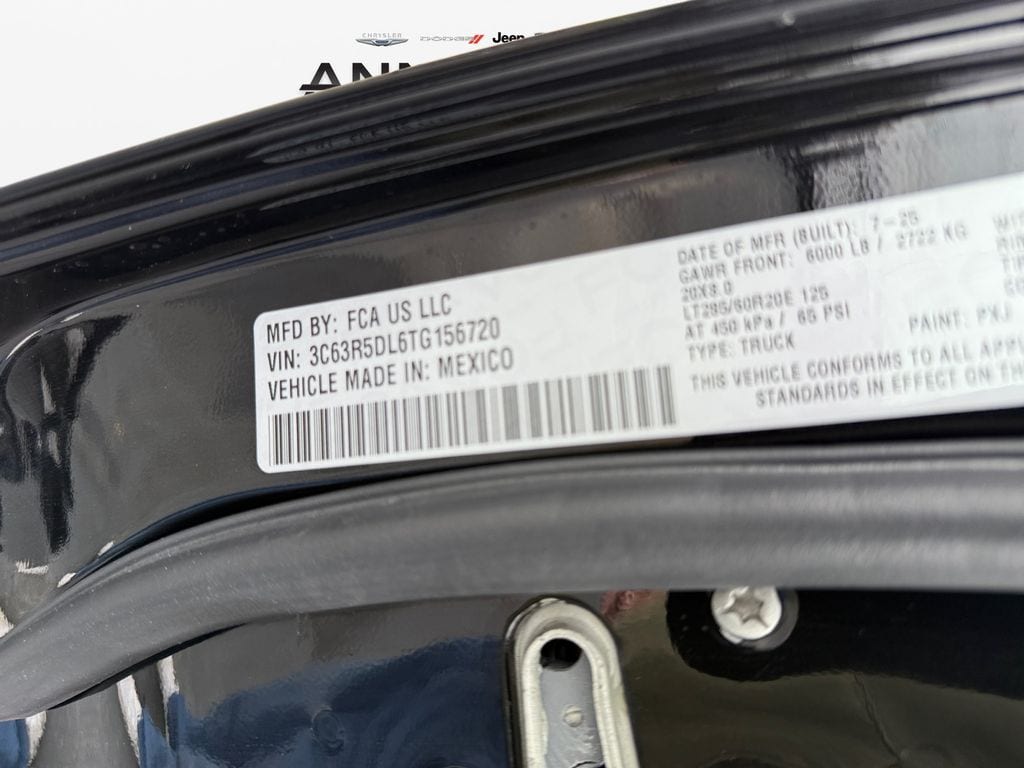 CHRYSLER DODGE Jeep
MFD BY: FCA US LLC
VIN: 3C63R5DL6TG156720
VEHICLE MADE IN: MEXICO
DATE OF MFR (BUILT): 7-25
GAWR FRONT: 6000 LB / 2722 KG
20X8.0
LT285/60R20E 125
AT 450 kPa / 65 PSI
TYPE: TRUCK
PAINT: PXJ
THIS VEHICLE CONFORMS TO ALL APPL
STANDARDS IN EFFECT ON THE